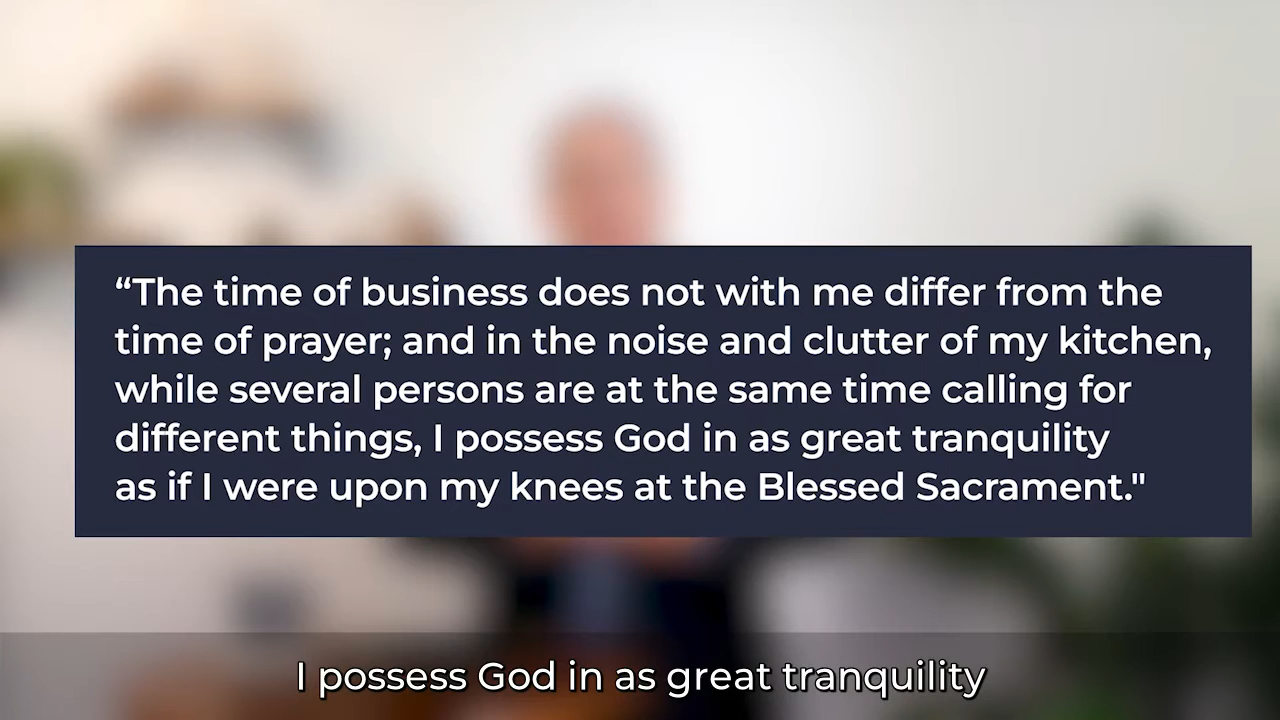 “The time of business does not with me differ from the
time of prayer; and in the noise and clutter of my kitchen,
while several persons are at the same time calling for
different things, I possess God in as great tranquility
as if I were upon my knees at the Blessed Sacrament."
I possess God in as great tranquility